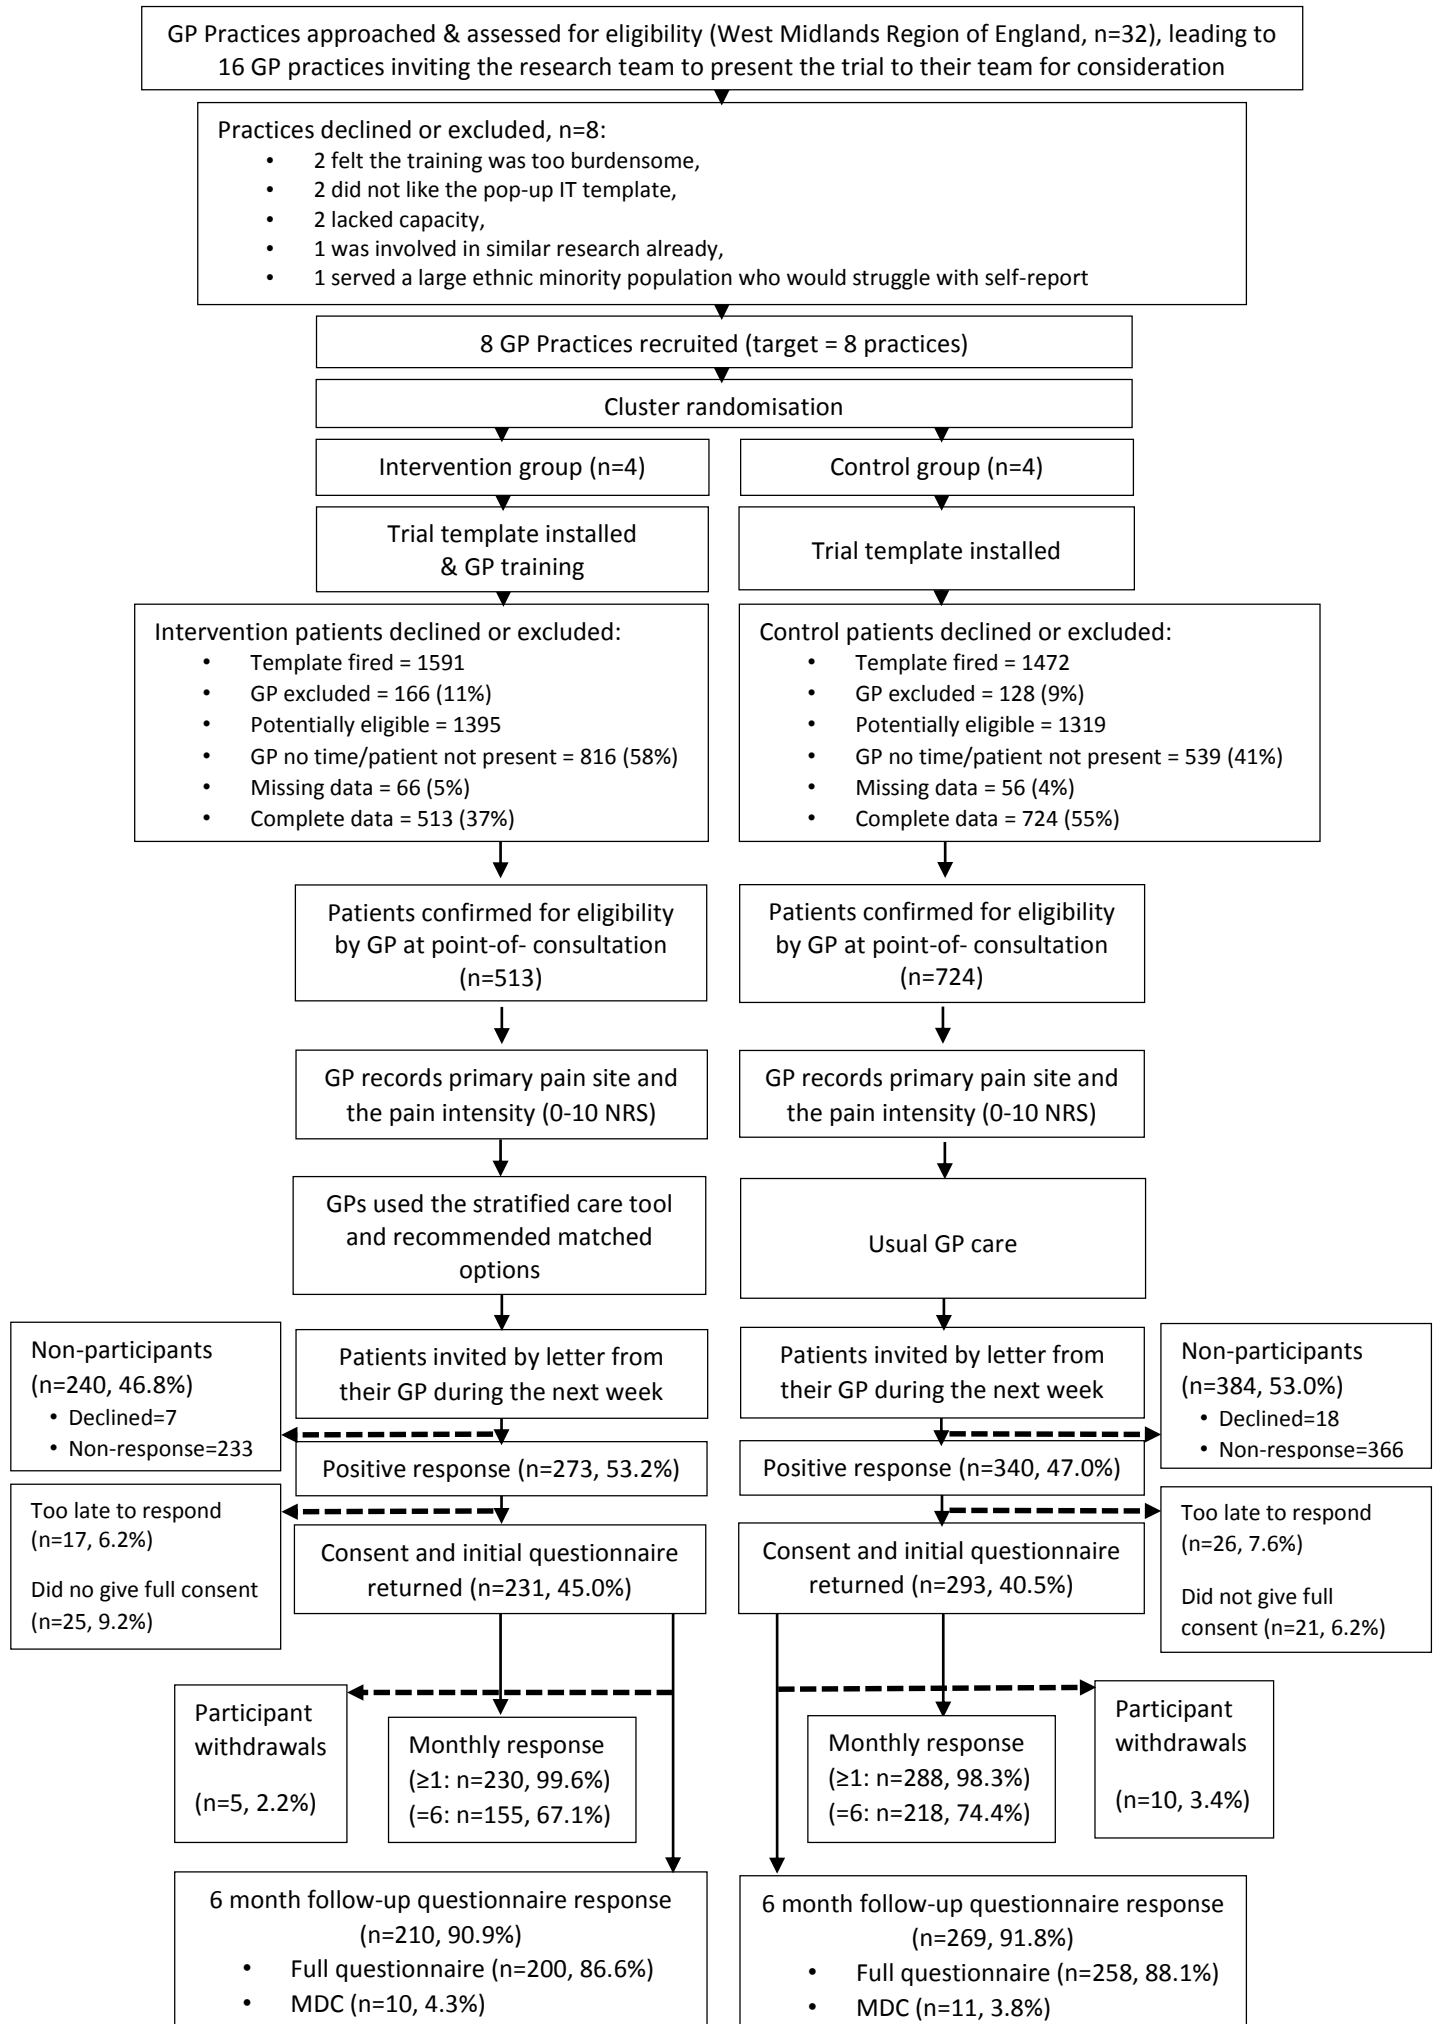 GP Practices approached & assessed for eligibility (West Midlands Region of England, n=32), leading to
16 GP practices inviting the research team to present the trial to their team for consideration
Practices declined or excluded, n=8:
• 2 felt the training was too burdensome,
• 2 did not like the pop-up IT template,
• 2 lacked capacity,
• 1 was involved in similar research already,
• 1 served a large ethnic minority population who would struggle with self-report
8 GP Practices recruited (target = 8 practices)
Cluster randomisation
Intervention group (n=4)
Control group (n=4)
Trial template installed
& GP training
Trial template installed
Intervention patients declined or excluded:
• Template fired = 1591
• GP excluded = 166 (11%)
• Potentially eligible = 1395
• GP no time/patient not present = 816 (58%)
• Missing data = 66 (5%)
• Complete data = 513 (37%)
Control patients declined or excluded:
• Template fired = 1472
• GP excluded = 128 (9%)
• Potentially eligible = 1319
• GP no time/patient not present = 539 (41%)
• Missing data = 56 (4%)
• Complete data = 724 (55%)
Patients confirmed for eligibility
by GP at point-of- consultation
(n=513)
Patients confirmed for eligibility
by GP at point-of- consultation
(n=724)
GP records primary pain site and
the pain intensity (0-10 NRS)
GP records primary pain site and
the pain intensity (0-10 NRS)
GPs used the stratified care tool
and recommended matched
options
Usual GP care
Patients invited by letter from
their GP during the next week
Patients invited by letter from
their GP during the next week
Non-participants
(n=240, 46.8%)
• Declined=7
• Non-response=233
Non-participants
(n=384, 53.0%)
• Declined=18
• Non-response=366
Positive response (n=273, 53.2%)
Positive response (n=340, 47.0%)
Too late to respond
(n=17, 6.2%)
Did no give full consent
(n=25, 9.2%)
Too late to respond
(n=26, 7.6%)
Did not give full
consent (n=21, 6.2%)
Consent and initial questionnaire
returned (n=231, 45.0%)
Consent and initial questionnaire
returned (n=293, 40.5%)
Participant
withdrawals
(n=5, 2.2%)
Monthly response
(≥1: n=230, 99.6%)
(=6: n=155, 67.1%)
Monthly response
(≥1: n=288, 98.3%)
(=6: n=218, 74.4%)
Participant
withdrawals
(n=10, 3.4%)
6 month follow-up questionnaire response
(n=210, 90.9%)
• Full questionnaire (n=200, 86.6%)
• MDC (n=10, 4.3%)
6 month follow-up questionnaire response
(n=269, 91.8%)
• Full questionnaire (n=258, 88.1%)
• MDC (n=11, 3.8%)